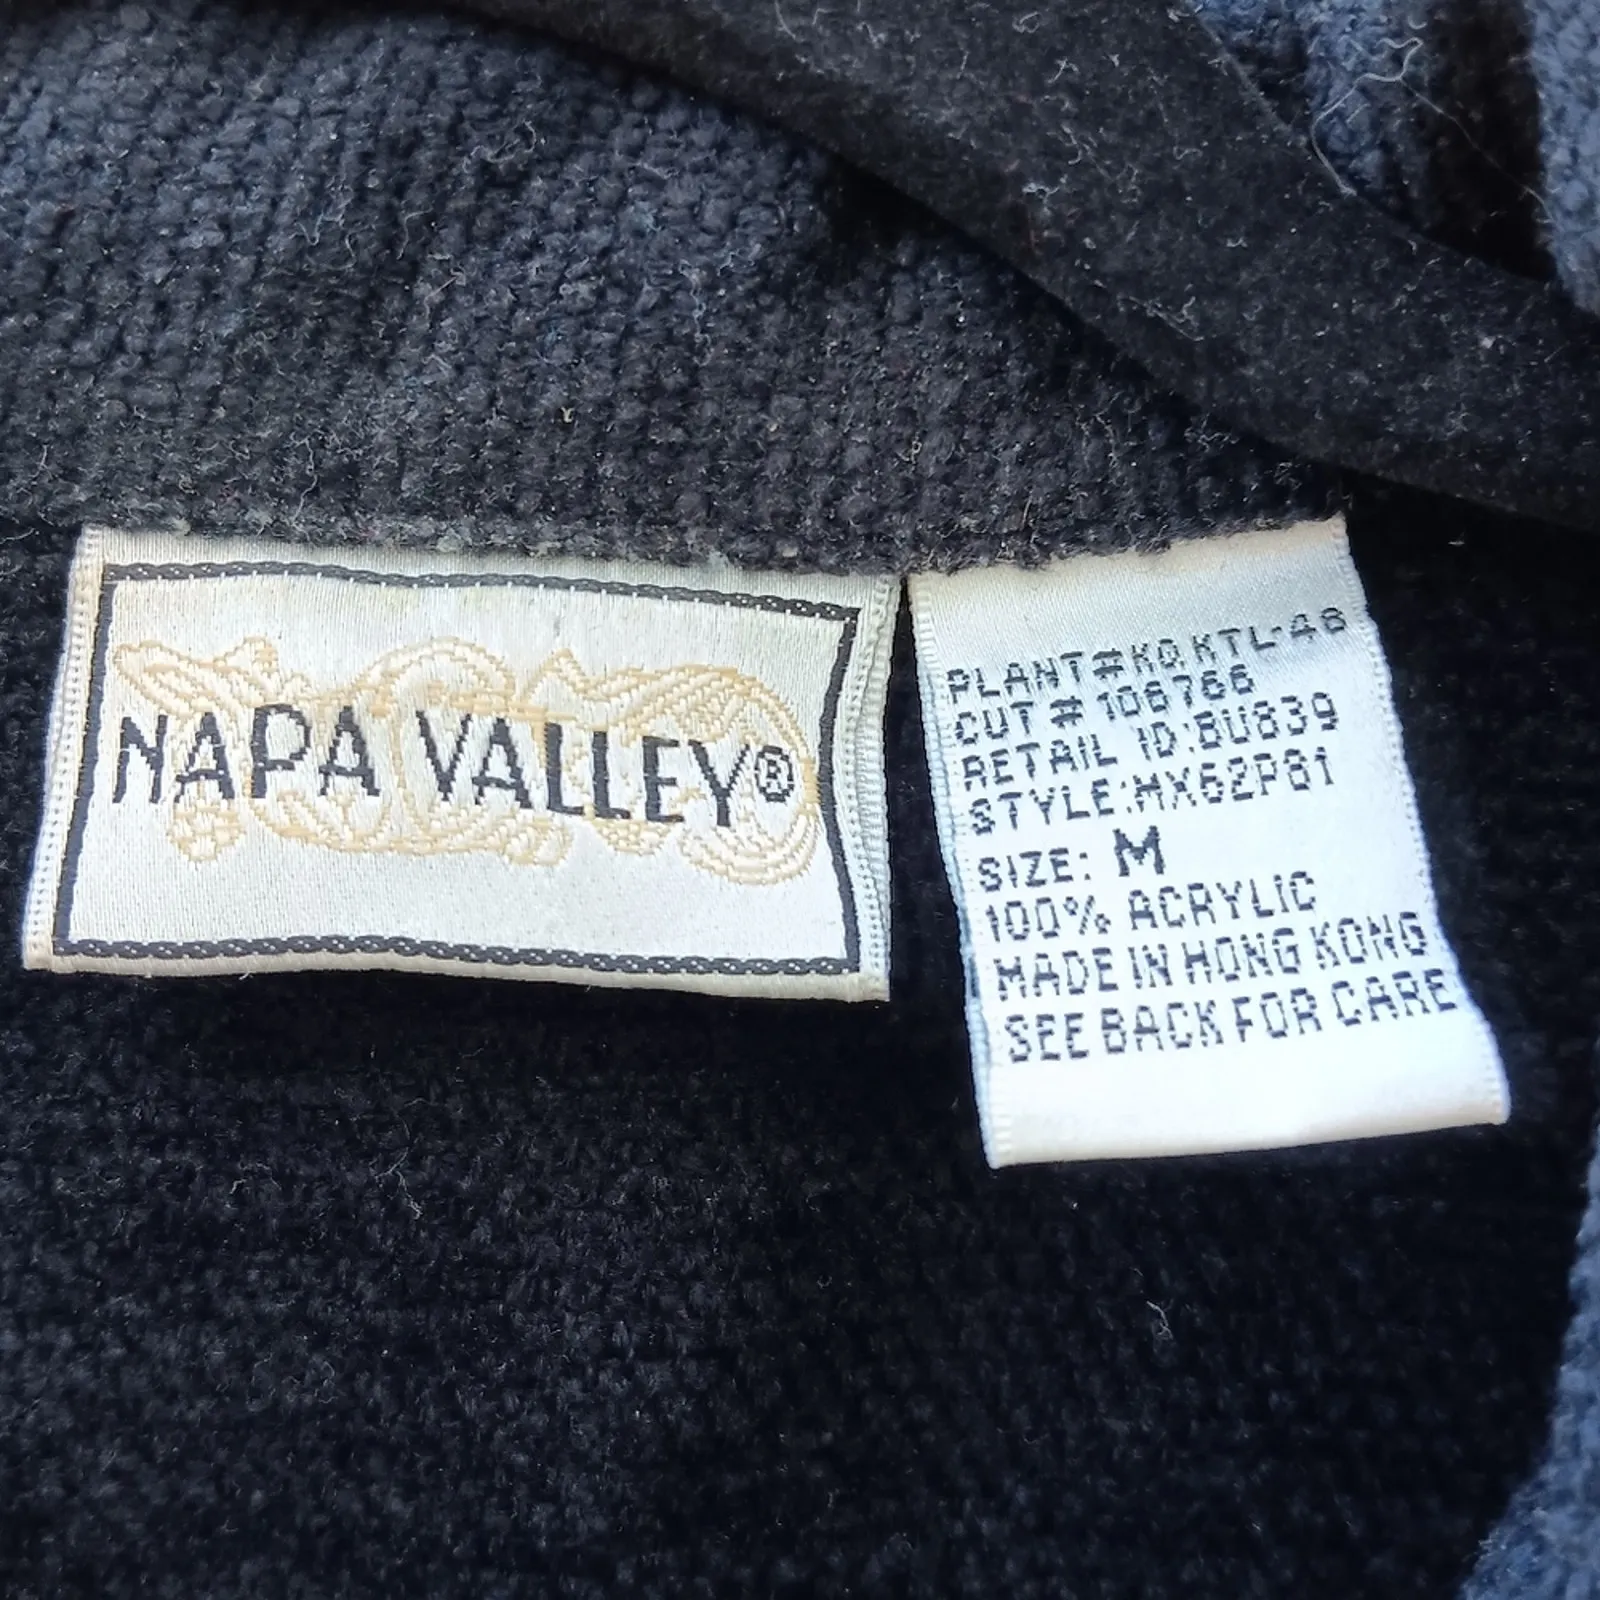 NAPA VALLEY®
PLANT#KQ KTL-48
CUT # 106766
RETAIL ID:BU839
STYLE:MX62P81
SIZE: M
100% ACRYLIC
MADE IN HONG KONG
SEE BACK FOR CARE